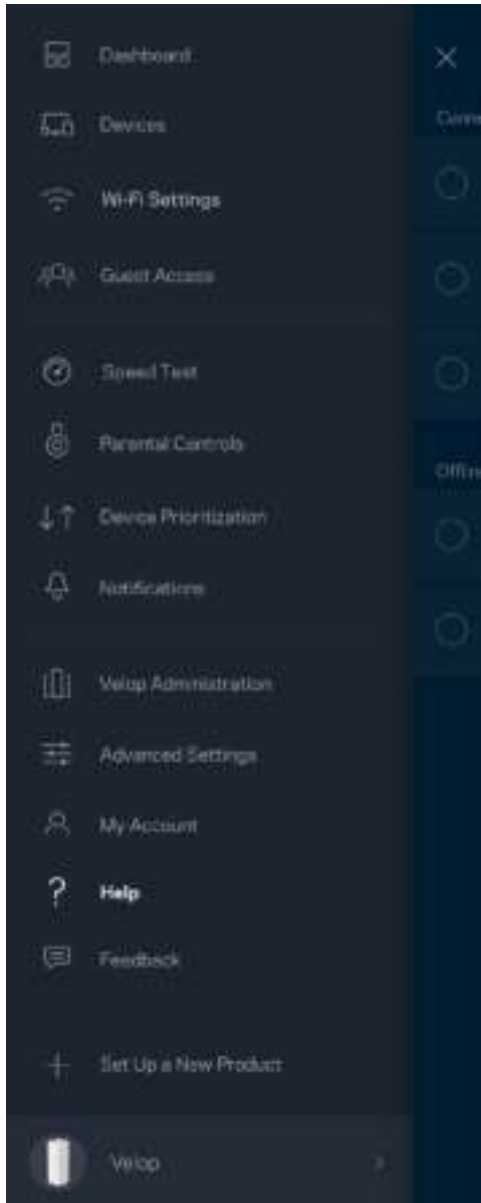 Dashboard
Devices
Wi-Fi Settings
Guest Access
Speed Test
Parental Controls
Device Prioritization
Notifications
Velop Administration
Advanced Settings
My Account
Help
Feedback
Set Up a New Product
Velop